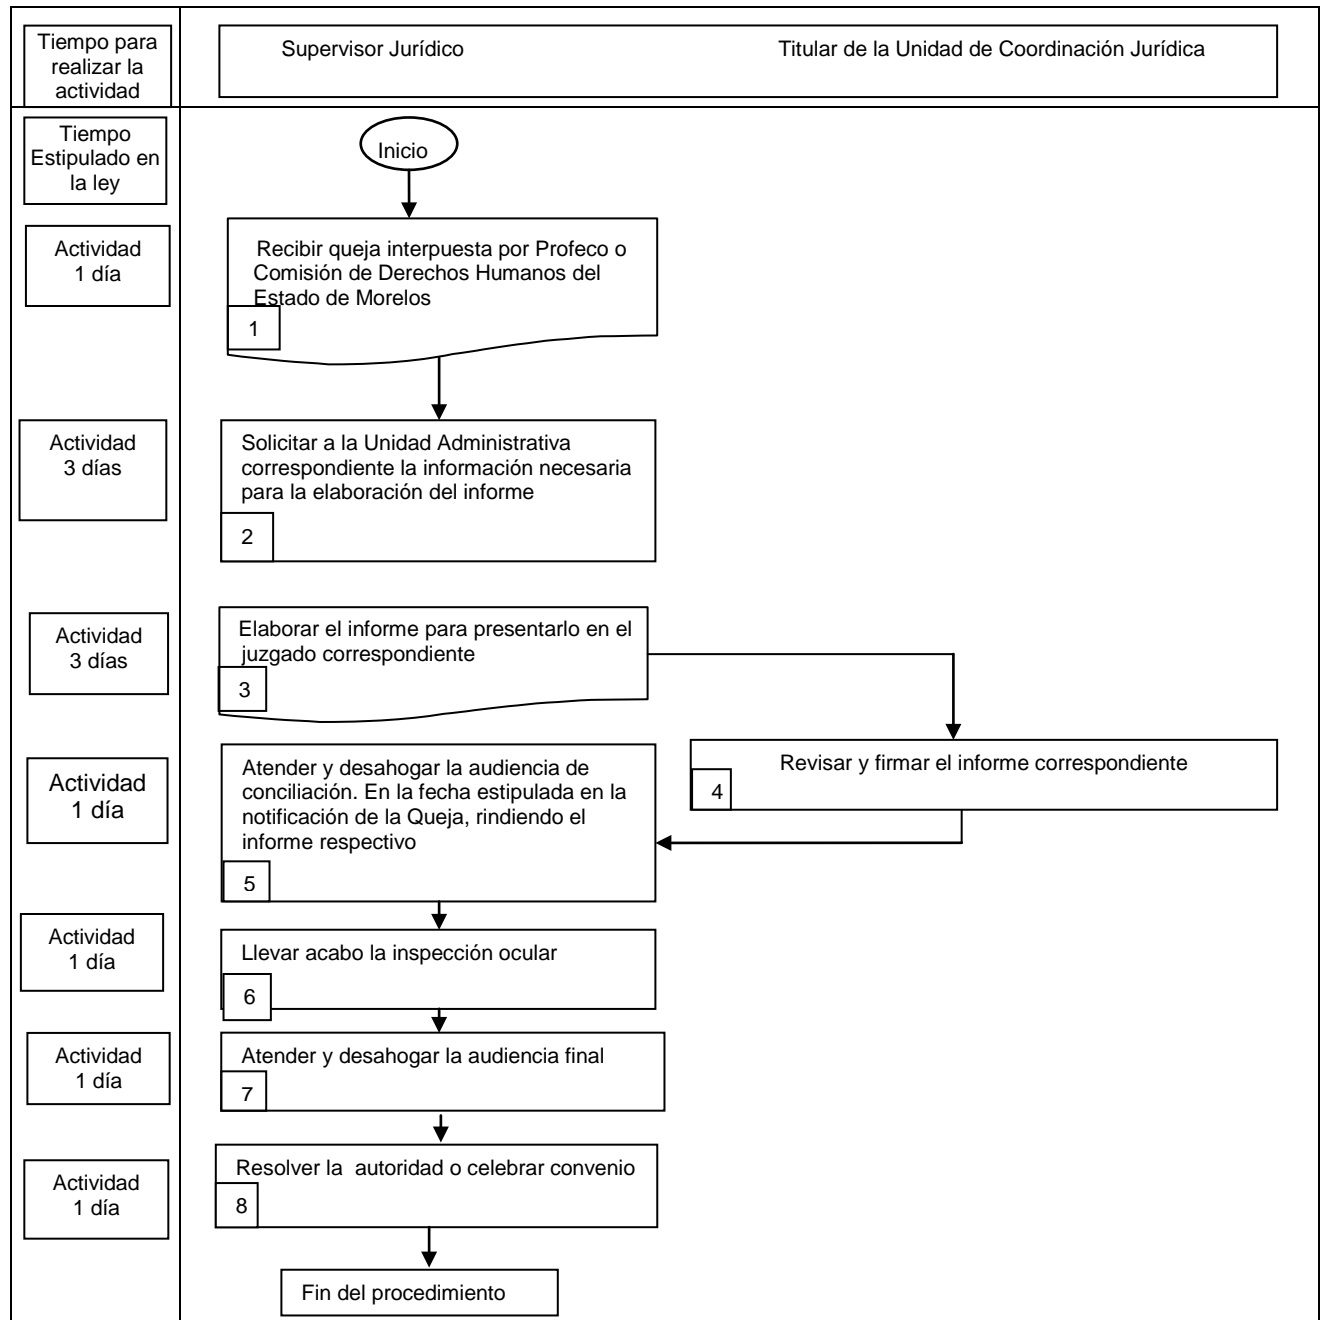 Tiempo para
realizar la
actividad
Supervisor Jurídico
Titular de la Unidad de Coordinación Jurídica
Tiempo
Estipulado en
la ley
Inicio
Actividad
1 día
Recibir queja interpuesta por Profeco o
Comisión de Derechos Humanos del
Estado de Morelos
1
Actividad
3 días
Solicitar a la Unidad Administrativa
correspondiente la información necesaria
para la elaboración del informe
2
Actividad
3 días
Elaborar el informe para presentarlo en el
juzgado correspondiente
3
Revisar y firmar el informe correspondiente
4
Actividad
1 día
Atender y desahogar la audiencia de
conciliación. En la fecha estipulada en la
notificación de la Queja, rindiendo el
informe respectivo
5
Actividad
1 día
Llevar acabo la inspección ocular
6
Actividad
1 día
Atender y desahogar la audiencia final
7
Actividad
1 día
Resolver la  autoridad o celebrar convenio
8
Fin del procedimiento